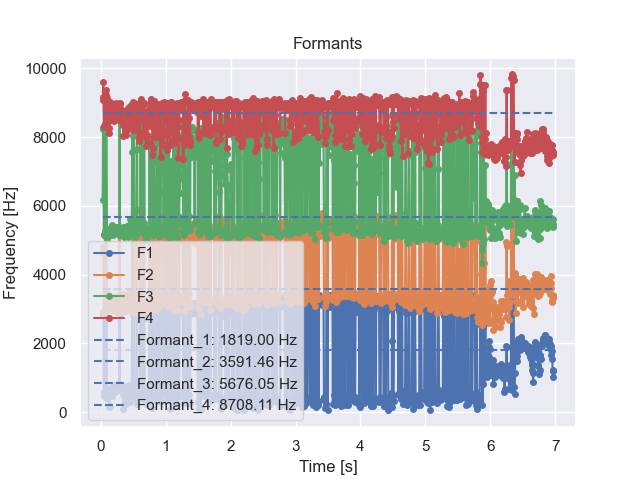 Formants
Frequency [Hz]
10000
8000
6000
4000
2000
0
F1
F2
F3
F4
Formant_1: 1819.00 Hz
Formant_2: 3591.46 Hz
Formant_3: 5676.05 Hz
Formant_4: 8708.11 Hz
0 1 2 3 4 5 6 7
Time [s]